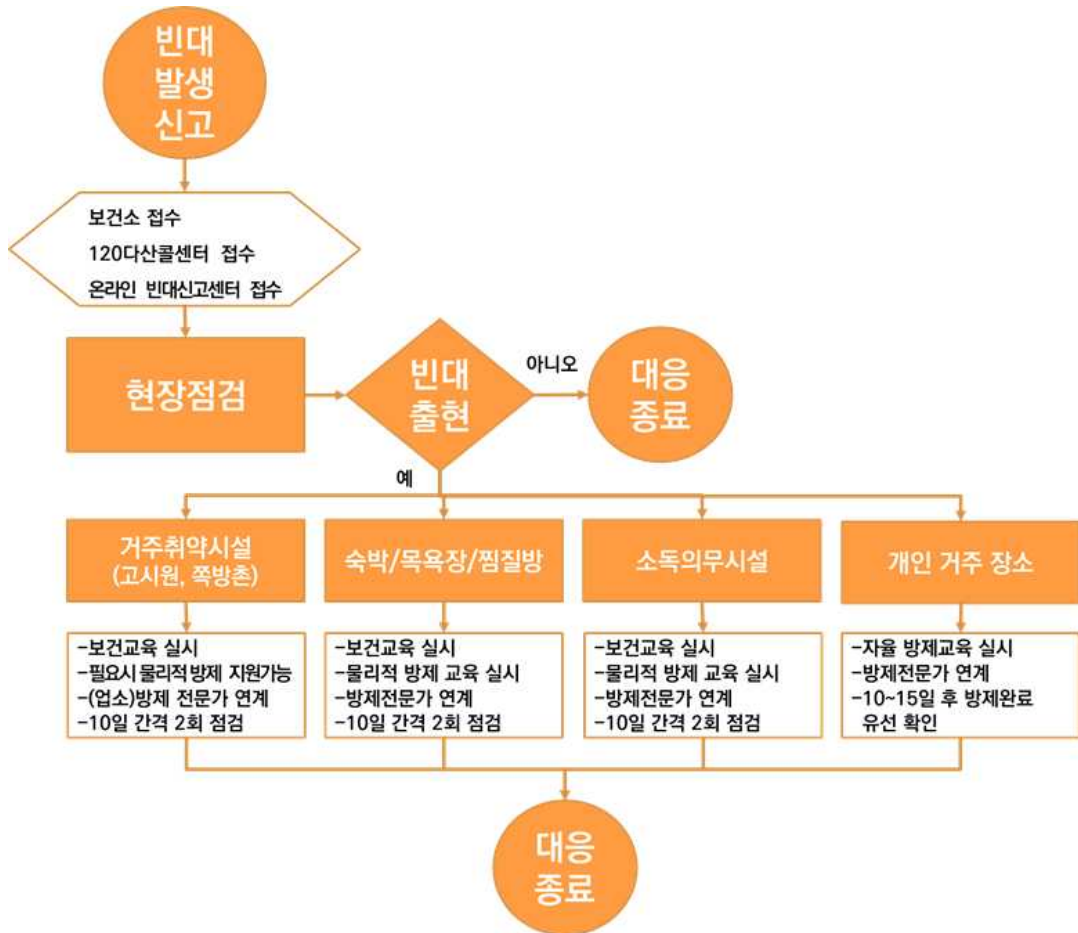 빈대
발생
신고
보건소 접수
120다산콜센터 접수
온라인 빈대신고센터 접수
현장점검
빈대
출현
아니오
대응
종료
예
거주취약시설
(고시원, 쪽방촌)
숙박/목욕장/찜질방
소독의무시설
개인 거주 장소
-보건교육 실시
-필요시 물리적 방제 지원가능
-(업소)방제 전문가 연계
-10일 간격 2회 점검
-보건교육 실시
-물리적 방제 교육 실시
-방제전문가 연계
-10일 간격 2회 점검
-보건교육 실시
-물리적 방제 교육 실시
-방제전문가 연계
-10일 간격 2회 점검
-자율 방제교육 실시
-방제전문가 연계
-10~15일 후 방제완료
유선 확인
대응
종료